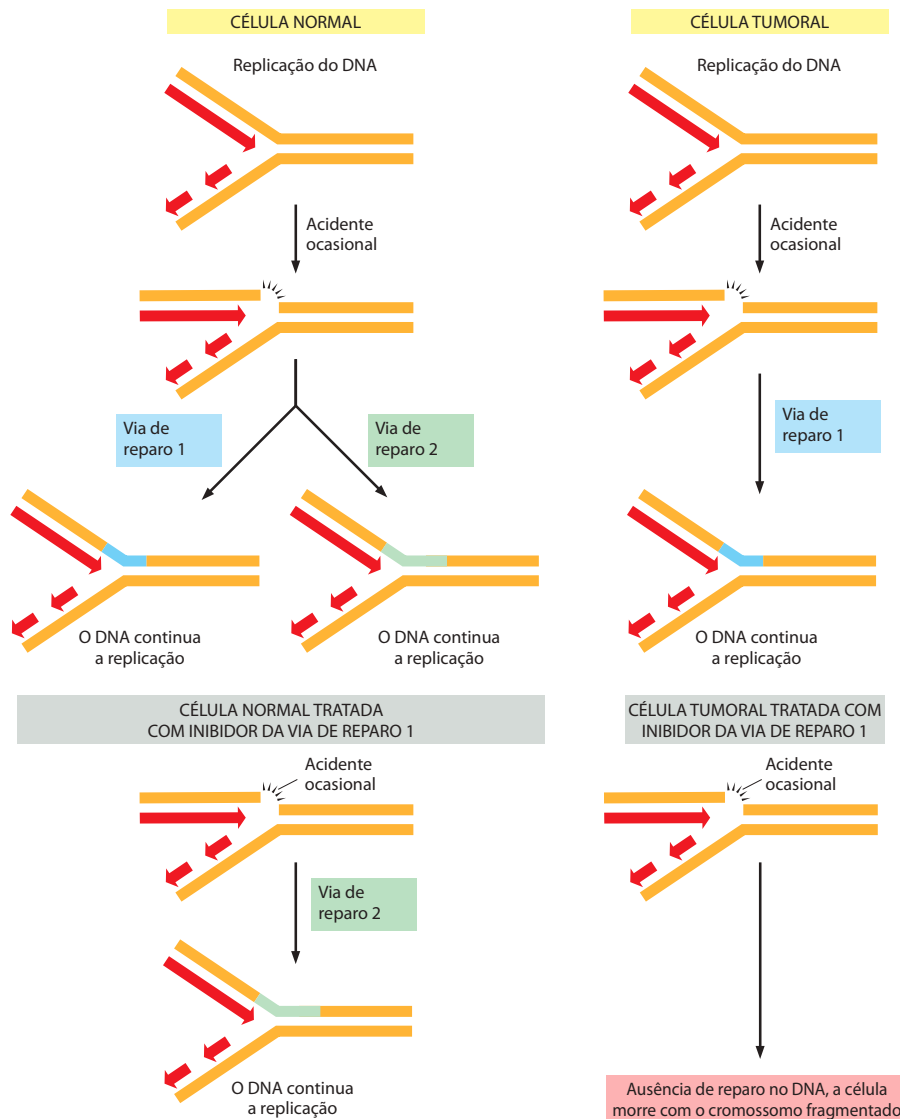 CÉLULA NORMAL
Replicação do DNA
Acidente
ocasional
Via de
reparo 1
Via de
reparo 2
O DNA continua
a replicação
O DNA continua
a replicação
CÉLULA TUMORAL
Replicação do DNA
Acidente
ocasional
Via de
reparo 1
O DNA continua
a replicação
CÉLULA NORMAL TRATADA
COM INIBIDOR DA VIA DE REPARO 1
Acidente
ocasional
Via de
reparo 2
O DNA continua
a replicação
CÉLULA TUMORAL TRATADA COM
INIBIDOR DA VIA DE REPARO 1
Acidente
ocasional
Ausência de reparo no DNA, a célula
morre com o cromossomo fragmentado